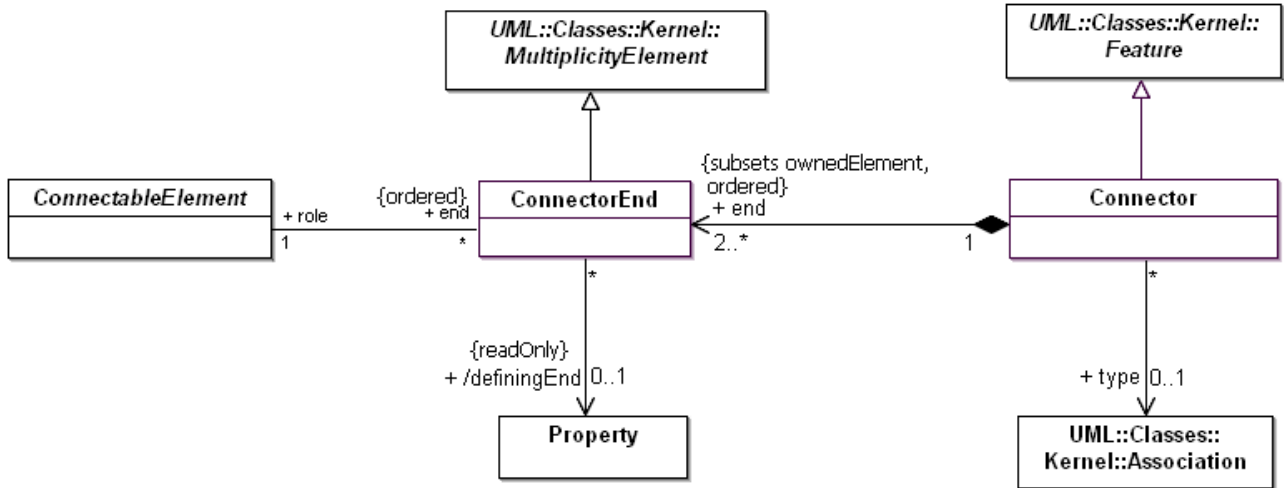 UML::Classes::Kernel::
MultiplicityElement
UML::Classes::Kernel::
Feature
ConnectableElement
+ role
1
{ordered}
+ end
*
ConnectorEnd
{subsets ownedElement,
ordered}
+ end
2..*
1
Connector
*
{readOnly}
+ /definingEnd
0..1
Property
*
+ type
0..1
UML::Classes::
Kernel::Association